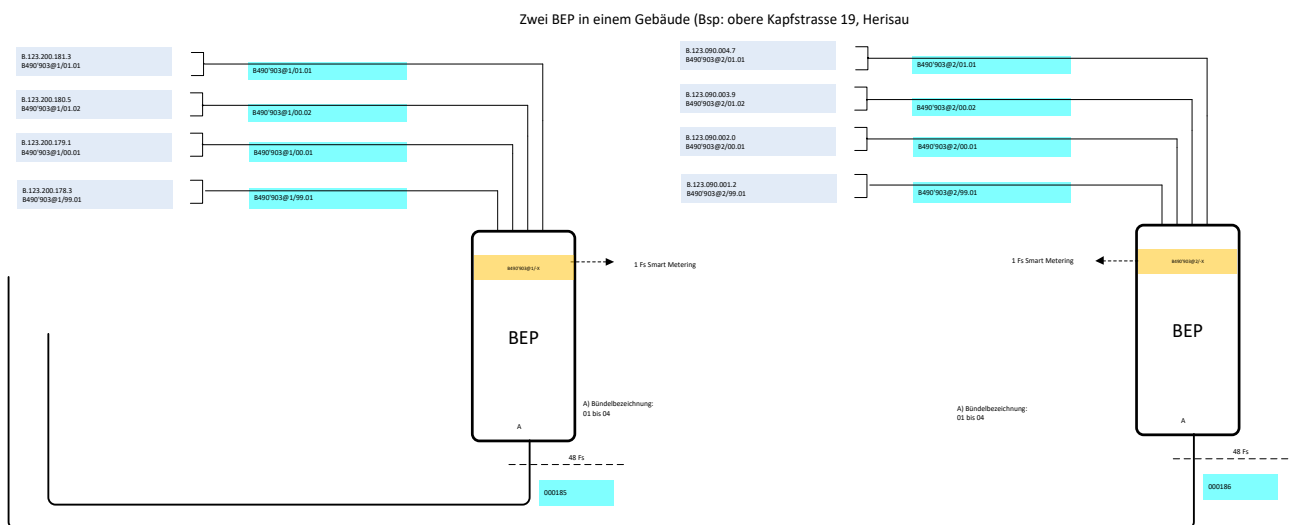 Zwei BEP in einem Gebäude (Bsp: obere Kapfstrasse 19, Herisau
B.123.200.181.3
B490'903@1/01.01
B490'903@1/01.01
B.123.200.180.5
B490'903@1/01.02
B490'903@1/00.02
B.123.200.179.1
B490'903@1/00.01
B490'903@1/00.01
B.123.200.178.3
B490'903@1/99.01
B490'903@1/99.01
B490'903@1/-X
1 Fs Smart Metering
BEP
A) Bündelbezeichnung:
01 bis 04
A
48 Fs
000185
B.123.090.004.7
B490'903@2/01.01
B490'903@2/01.01
B.123.090.003.9
B490'903@2/01.02
B490'903@2/00.02
B.123.090.002.0
B490'903@2/00.01
B490'903@2/00.01
B.123.090.001.2
B490'903@2/99.01
B490'903@2/99.01
1 Fs Smart Metering
B490'903@2/-X
BEP
A) Bündelbezeichnung:
01 bis 04
A
48 Fs
000186